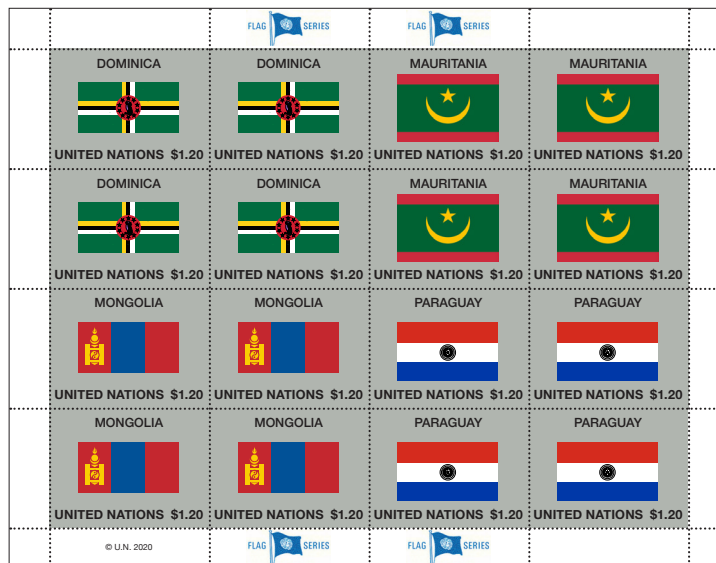 FLAG SERIES FLAG SERIES
DOMINICA DOMINICA MAURITANIA MAURITANIA
UNITED NATIONS $1.20 UNITED NATIONS $1.20 UNITED NATIONS $1.20 UNITED NATIONS $1.20
DOMINICA DOMINICA MAURITANIA MAURITANIA
UNITED NATIONS $1.20 UNITED NATIONS $1.20 UNITED NATIONS $1.20 UNITED NATIONS $1.20
MONGOLIA MONGOLIA PARAGUAY PARAGUAY
UNITED NATIONS $1.20 UNITED NATIONS $1.20 UNITED NATIONS $1.20 UNITED NATIONS $1.20
MONGOLIA MONGOLIA PARAGUAY PARAGUAY
UNITED NATIONS $1.20 UNITED NATIONS $1.20 UNITED NATIONS $1.20 UNITED NATIONS $1.20
© U.N. 2020 FLAG SERIES FLAG SERIES